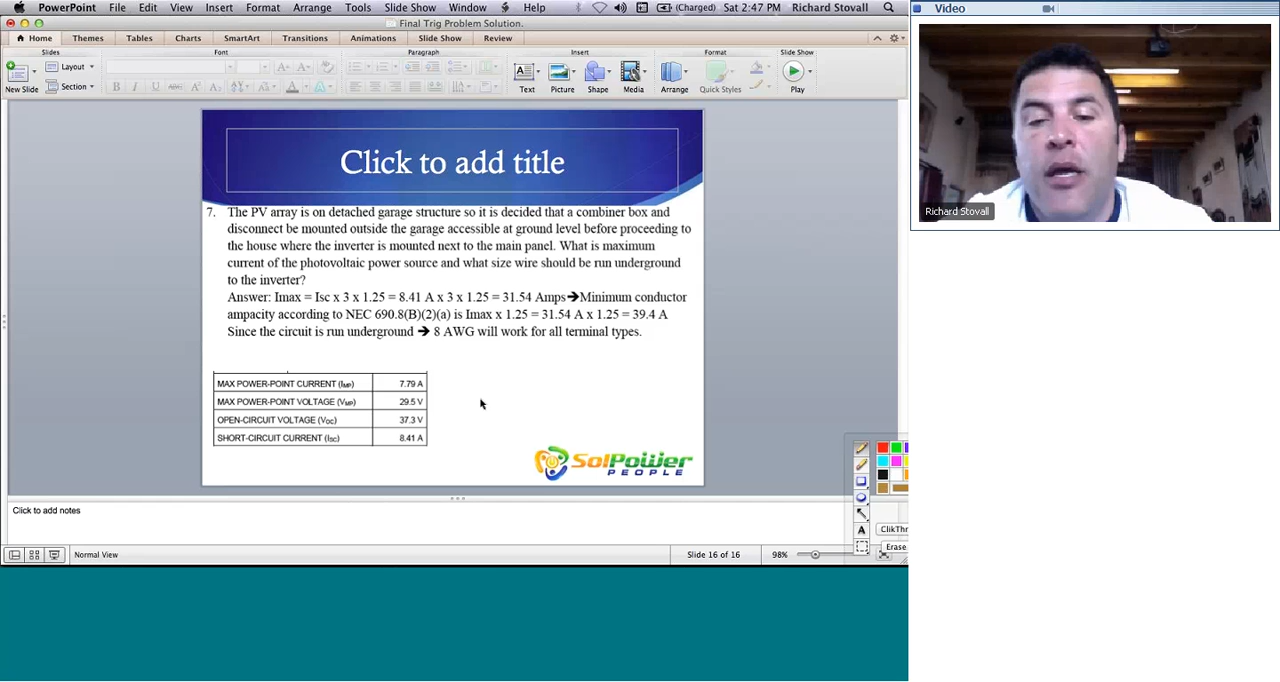 PowerPoint File Edit View Insert Format Arrange Tools Slide Show Window Help (Charged) Sat 2:47 PM Richard Stovall
Final Trig Problem Solution.
Home Themes Tables Charts SmartArt Transitions Animations Slide Show Review
Slides Font Paragraph Insert Format Slide Show
Layout
Section
New Slide
B I U ABC A² A₂ A A
Text Picture Shape Media Arrange Quick Styles Play
Click to add title
7. The PV array is on detached garage structure so it is decided that a combiner box and
disconnect be mounted outside the garage accessible at ground level before proceeding to
the house where the inverter is mounted next to the main panel. What is maximum
current of the photovoltaic power source and what size wire should be run underground
to the inverter?
Answer: Imax = Isc x 3 x 1.25 = 8.41 A x 3 x 1.25 = 31.54 Amps➔Minimum conductor
ampacity according to NEC 690.8(B)(2)(a) is Imax x 1.25 = 31.54 A x 1.25 = 39.4 A
Since the circuit is run underground ➔ 8 AWG will work for all terminal types.
MAX POWER-POINT CURRENT (IMP) 7.79 A
MAX POWER-POINT VOLTAGE (VMP) 29.5 V
OPEN-CIRCUIT VOLTAGE (VOC) 37.3 V
SHORT-CIRCUIT CURRENT (ISC) 8.41 A
SolPower
PEOPLE
Click to add notes
Normal View Slide 16 of 16 98%
A
ClikThr
Erase
Video
Richard Stovall